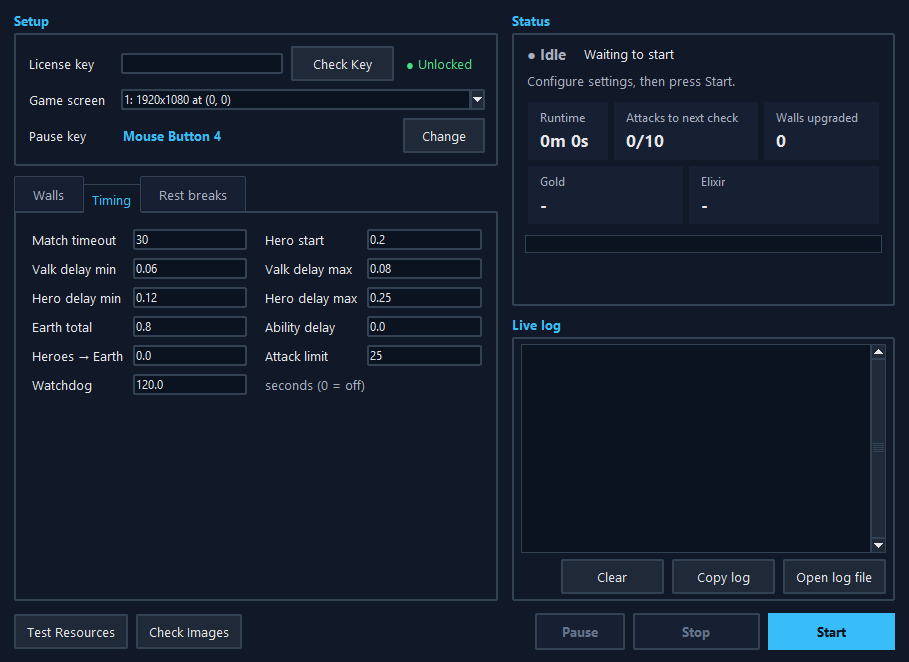 Setup
License key
Check Key
● Unlocked
Game screen
1: 1920x1080 at (0, 0)
Pause key
Mouse Button 4
Change
Walls
Timing
Rest breaks
Match timeout 30 Hero start 0.2
Valk delay min 0.06 Valk delay max 0.08
Hero delay min 0.12 Hero delay max 0.25
Earth total 0.8 Ability delay 0.0
Heroes → Earth 0.0 Attack limit 25
Watchdog 120.0 seconds (0 = off)
Test Resources
Check Images
Status
● Idle Waiting to start
Configure settings, then press Start.
Runtime
0m 0s
Attacks to next check
0/10
Walls upgraded
0
Gold
-
Elixir
-
Live log
Clear
Copy log
Open log file
Pause
Stop
Start